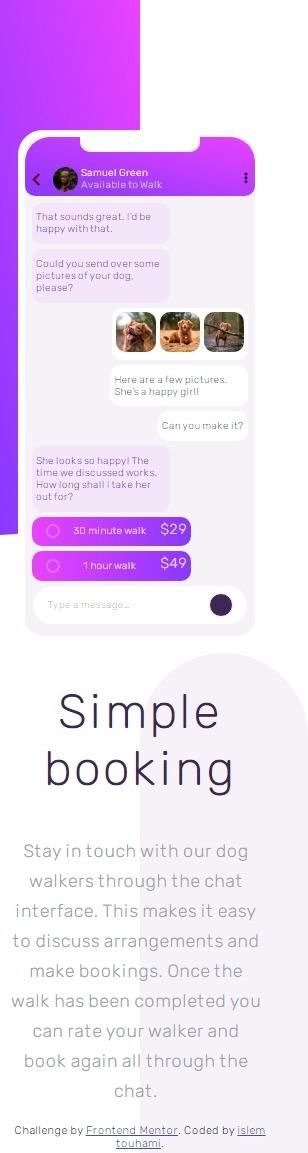 Samuel Green
Available to Walk
That sounds great. I'd be
happy with that.
Could you send over some
pictures of your dog,
please?
Here are a few pictures.
She's a happy girl!
Can you make it?
She looks so happy! The
time we discussed works.
How long shall I take her
out for?
30 minute walk $29
1 hour walk $49
Type a message...
Simple
booking
Stay in touch with our dog
walkers through the chat
interface. This makes it easy
to discuss arrangements and
make bookings. Once the
walk has been completed you
can rate your walker and
book again all through the
chat.
Challenge by Frontend Mentor. Coded by islem
touhami.